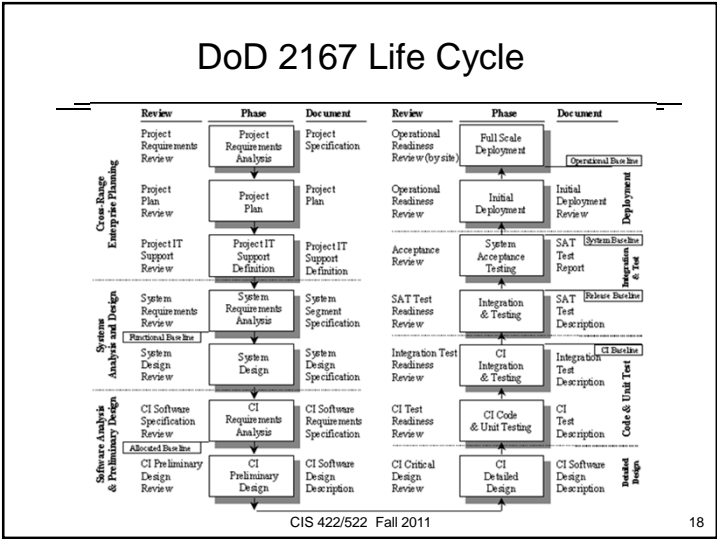 DoD 2167 Life Cycle
Review
Phase
Document
Cross-Range
Enterprise Planning
Project
Requirements
Review
Project
Requirements
Analysis
Project
Specification
Project
Plan
Review
Project
Plan
Project
Plan
Project IT
Support
Review
Project IT
Support
Definition
Project IT
Support
Definition
Systems
Analysis and Design
System
Requirements
Review
System
Requirements
Analysis
System
Segment
Specification
Functional Baseline
System
Design
Review
System
Design
System
Design
Specification
Software Analysis
& Preliminary Design
CI Software
Specification
Review
CI
Requirements
Analysis
CI Software
Requirements
Specification
Allocated Baseline
CI Preliminary
Design
Review
CI
Preliminary
Design
CI Software
Design
Description
Review
Phase
Document
Operational
Readiness
Review (by site)
Full Scale
Deployment
Operational Baseline
Operational
Readiness
Review
Initial
Deployment
Initial
Deployment
Review
Deployment
Acceptance
Review
System
Acceptance
Testing
SAT
Test
Report
System Baseline
Integration
& Test
SAT Test
Readiness
Review
Integration
& Testing
SAT
Test
Description
Release Baseline
Integration Test
Readiness
Review
CI
Integration
& Testing
Integration
Test
Description
CI Baseline
Code & Unit Test
CI Test
Readiness
Review
CI Code
& Unit Testing
CI
Test
Description
CI Critical
Design
Review
CI
Detailed
Design
CI Software
Design
Description
Detailed
Design
CIS 422/522 Fall 2011
18